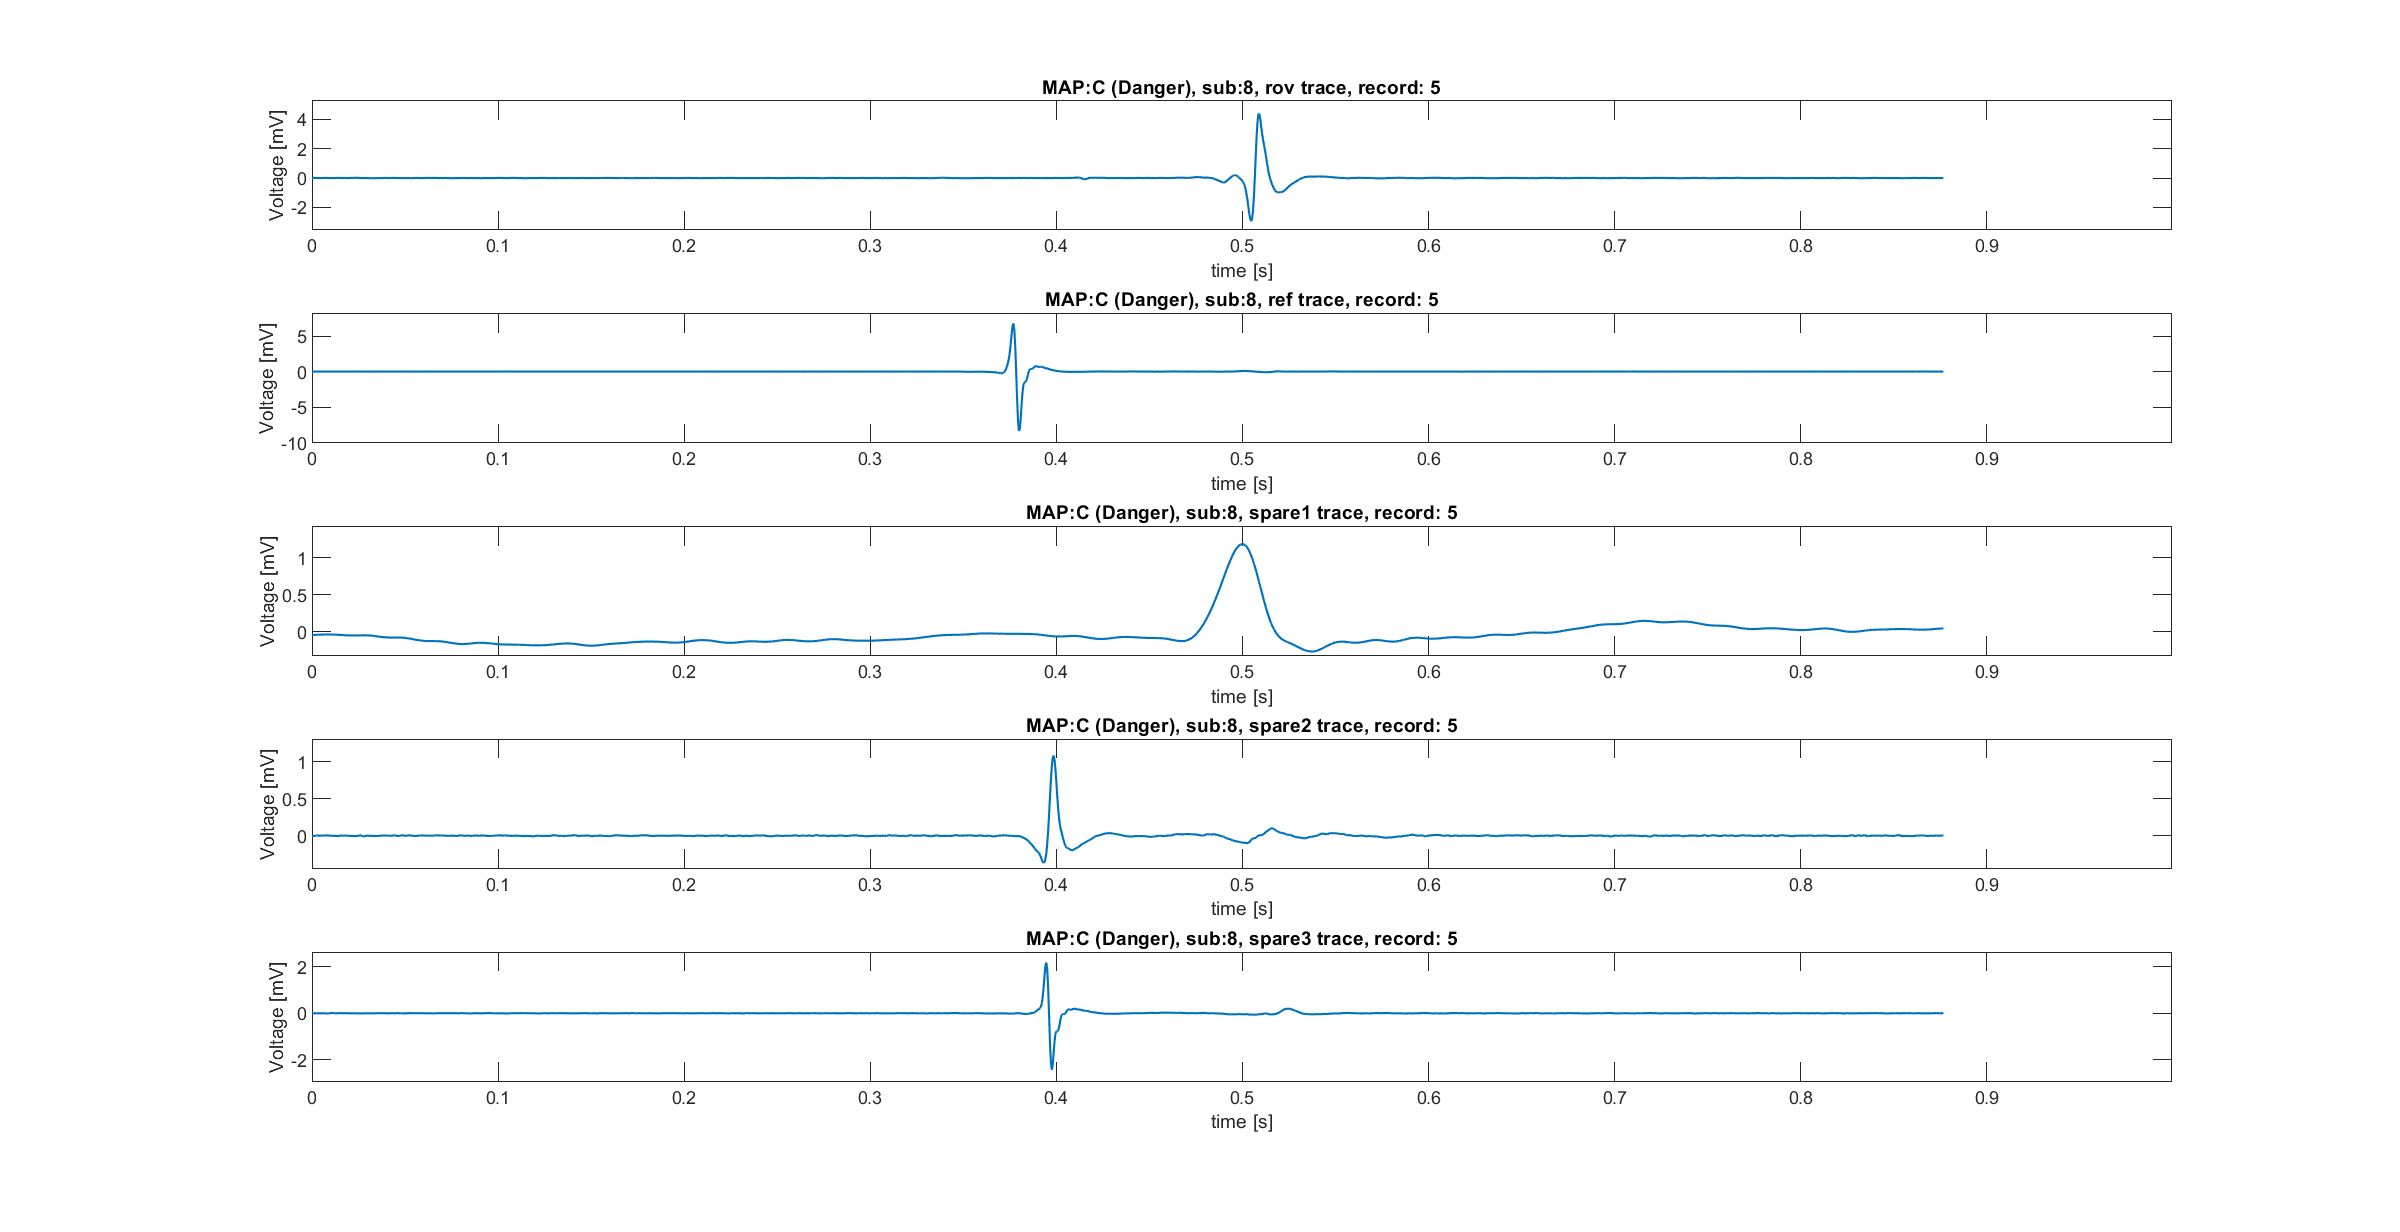 MAP:C (Danger), sub:8, rov trace, record: 5
Voltage [mV]
4
2
0
-2
0 0.1 0.2 0.3 0.4 0.5 0.6 0.7 0.8 0.9
time [s]
MAP:C (Danger), sub:8, ref trace, record: 5
Voltage [mV]
5
0
-5
-10
0 0.1 0.2 0.3 0.4 0.5 0.6 0.7 0.8 0.9
time [s]
MAP:C (Danger), sub:8, spare1 trace, record: 5
Voltage [mV]
1
0.5
0
0 0.1 0.2 0.3 0.4 0.5 0.6 0.7 0.8 0.9
time [s]
MAP:C (Danger), sub:8, spare2 trace, record: 5
Voltage [mV]
1
0.5
0
0 0.1 0.2 0.3 0.4 0.5 0.6 0.7 0.8 0.9
time [s]
MAP:C (Danger), sub:8, spare3 trace, record: 5
Voltage [mV]
2
0
-2
0 0.1 0.2 0.3 0.4 0.5 0.6 0.7 0.8 0.9
time [s]